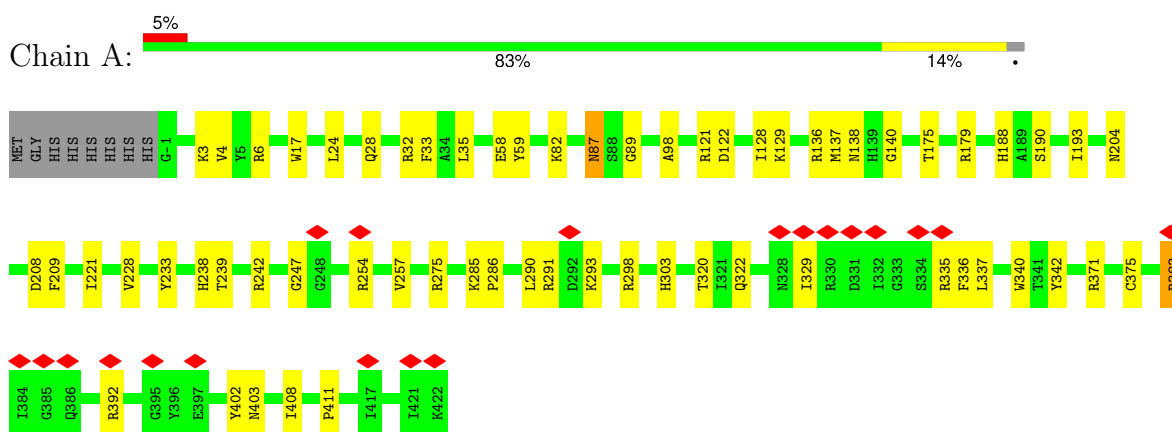 5%
Chain A:
83% 14% •
MET GLY HIS HIS HIS HIS HIS HIS G-1 K3 V4 Y5 R6 W17 L24 Q28 R32 F33 A34 L35 E58 Y59 K82 N87 S88 G89 A98 R121 D122 I128 K129 R136 M137 N138 H139 G140 T175 R179 H188 A189 S190 I193 N204
D208 F209 I221 V228 Y233 H238 T239 R242 G247 G248 R254 V257 R275 K285 P286 L290 R291 D292 K293 R298 H303 T320 I321 Q322 N328 I329 R330 D331 I332 G333 S334 R335 F336 L337 W340 T341 Y342 R371 C375
I384 G385 Q386 R392 G395 Y396 E397 Y402 N403 I408 P411 I417 I421 K422